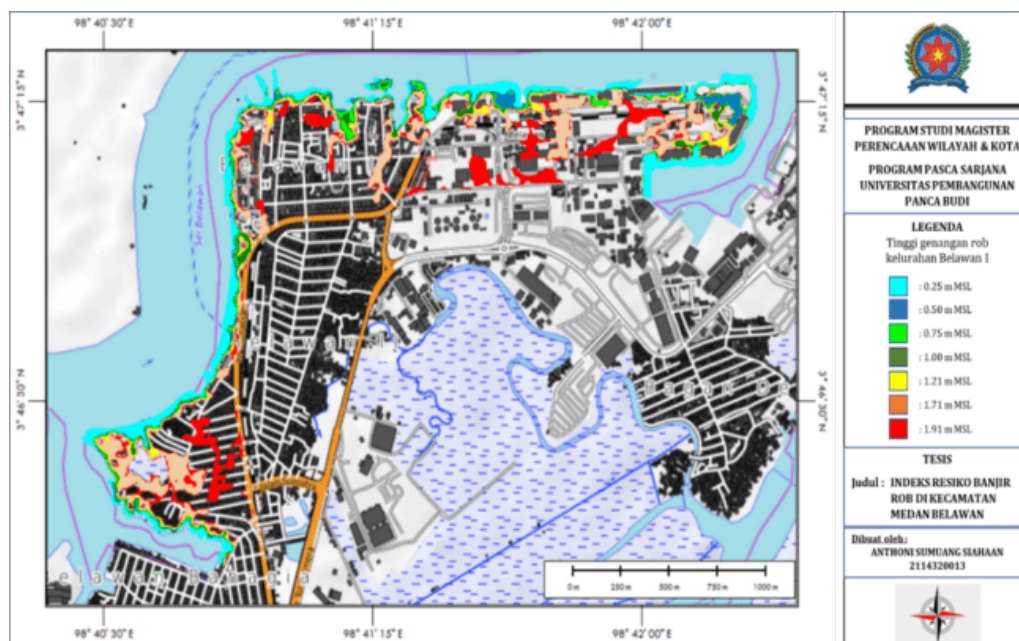 98° 40'30" E
98° 41'15" E
98° 42'00" E
3° 47'15" N
3° 47'15" N
3° 46'30" N
3° 46'30" N
Sei Belawan
elawan Bahagia
0 m
250 m
500 m
750 m
1000 m
98° 40'30" E
98° 41'15" E
98° 42'00" E
PROGRAM STUDI MAGISTER
PERENCAAN WILAYAH & KOTA
PROGRAM PASCA SARJANA
UNIVERSITAS PEMBANGUNAN
PANCA BUDI
LEGENDA
Tinggi genangan rob
kelurahan Belawan I
: 0.25 m MSL
: 0.50 m MSL
: 0.75 m MSL
: 1.00 m MSL
: 1.21 m MSL
: 1.71 m MSL
: 1.91 m MSL
TESIS
Judul : INDEKS RESIKO BANJIR
ROB DI KECAMATAN
MEDAN BELAWAN
Dibuat oleh:
ANTHONI SUMUANG SIAHAAN
2114320013